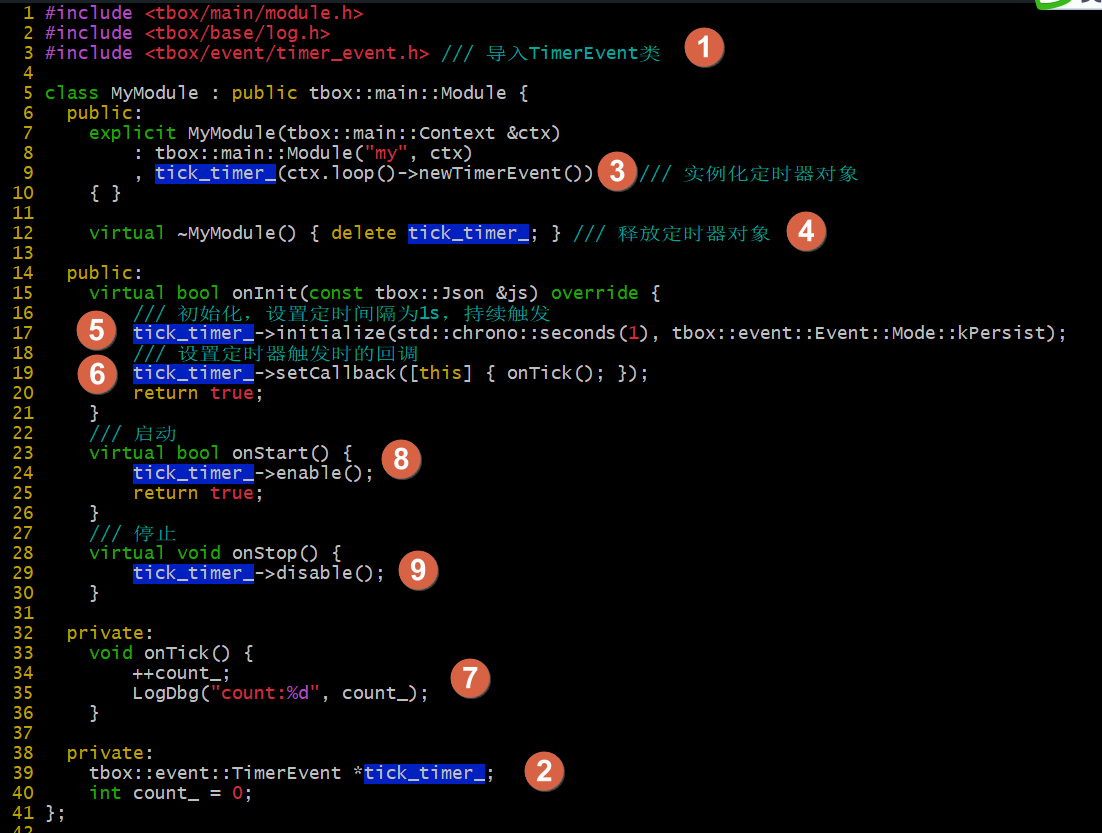 1 #include <tbox/main/module.h>
2 #include <tbox/base/log.h>
3 #include <tbox/event/timer_event.h> /// 导入TimerEvent类 1
4
5 class MyModule : public tbox::main::Module {
6   public:
7     explicit MyModule(tbox::main::Context &ctx)
8         : tbox::main::Module("my", ctx)
9         , tick_timer_(ctx.loop()->newTimerEvent()) 3 /// 实例化定时器对象
10     { }
11
12     virtual ~MyModule() { delete tick_timer_; } /// 释放定时器对象 4
13
14   public:
15     virtual bool onInit(const tbox::Json &js) override {
16         /// 初始化，设置定时间隔为1s，持续触发
17 5 tick_timer_->initialize(std::chrono::seconds(1), tbox::event::Event::Mode::kPersist);
18         /// 设置定时器触发时的回调
19 6 tick_timer_->setCallback([this] { onTick(); });
20         return true;
21     }
22     /// 启动
23     virtual bool onStart() { 8
24         tick_timer_->enable();
25         return true;
26     }
27     /// 停止
28     virtual void onStop() {
29         tick_timer_->disable(); 9
30     }
31
32   private:
33     void onTick() {
34         ++count_; 7
35         LogDbg("count:%d", count_);
36     }
37
38   private:
39     tbox::event::TimerEvent *tick_timer_; 2
40     int count_ = 0;
41 };